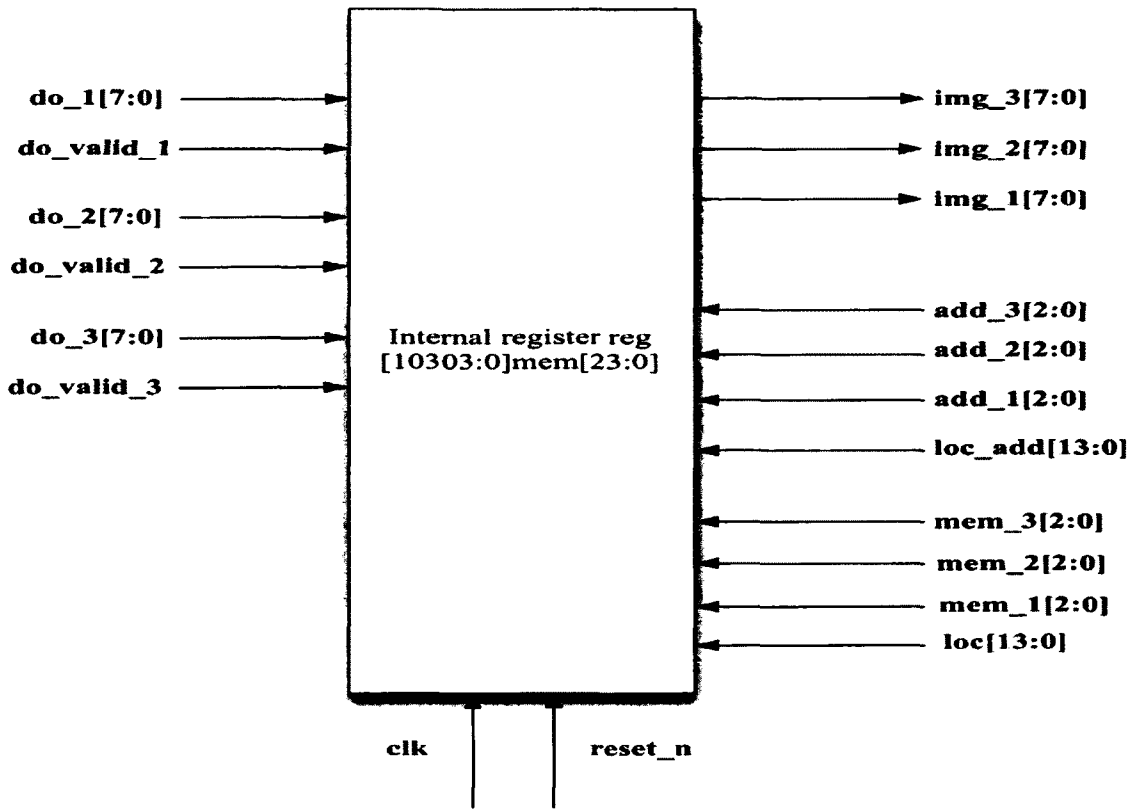 do_1[7:0]
do_valid_1
do_2[7:0]
do_valid_2
do_3[7:0]
do_valid_3
Internal register reg
[10303:0]mem[23:0]
img_3[7:0]
img_2[7:0]
img_1[7:0]
add_3[2:0]
add_2[2:0]
add_1[2:0]
loc_add[13:0]
mem_3[2:0]
mem_2[2:0]
mem_1[2:0]
loc[13:0]
clk
reset_n